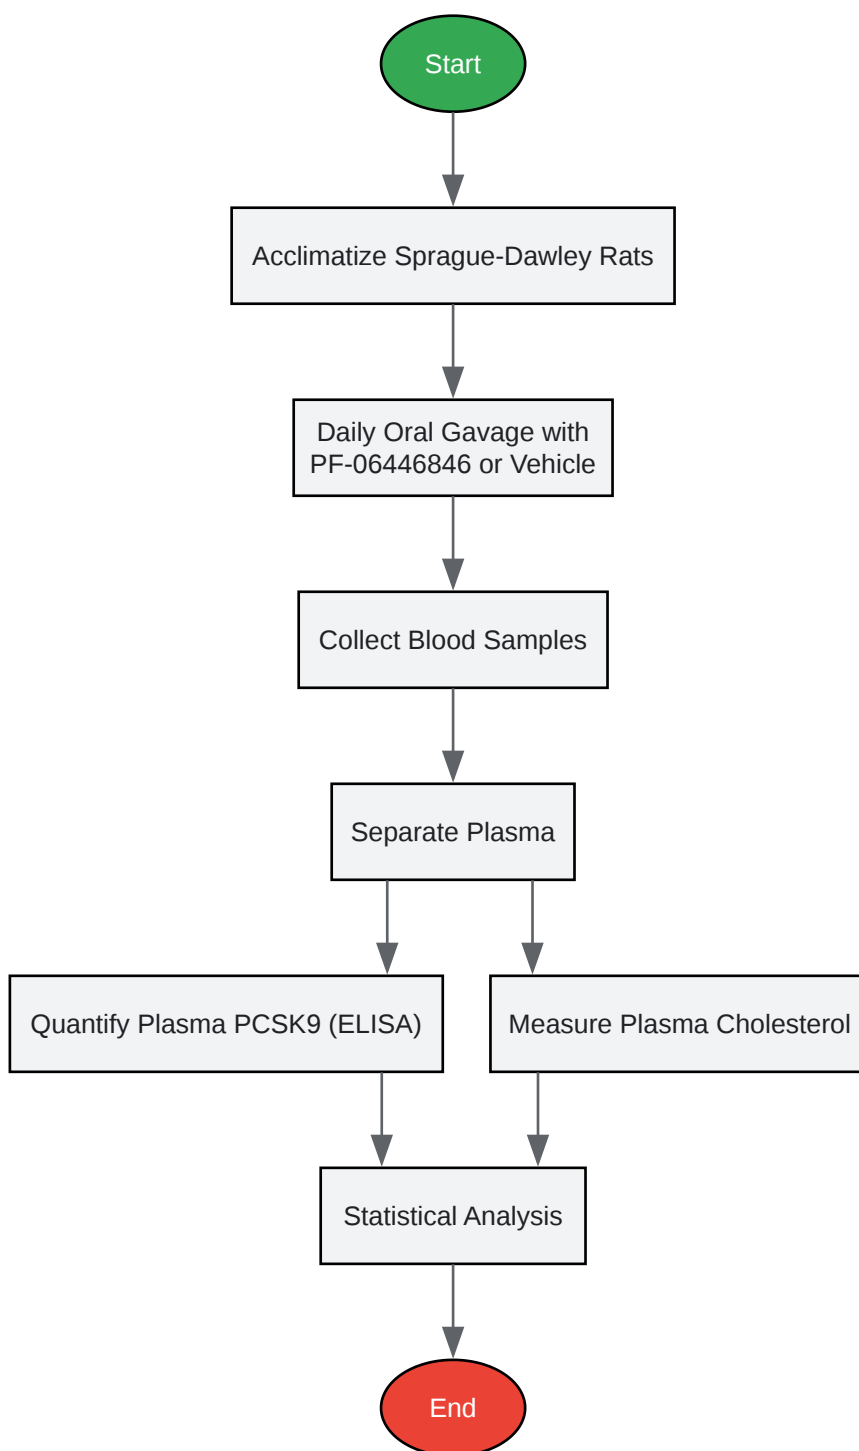 Start
Acclimatize Sprague-Dawley Rats
Daily Oral Gavage with
PF-06446846 or Vehicle
Collect Blood Samples
Separate Plasma
Quantify Plasma PCSK9 (ELISA)
Measure Plasma Cholesterol
Statistical Analysis
End